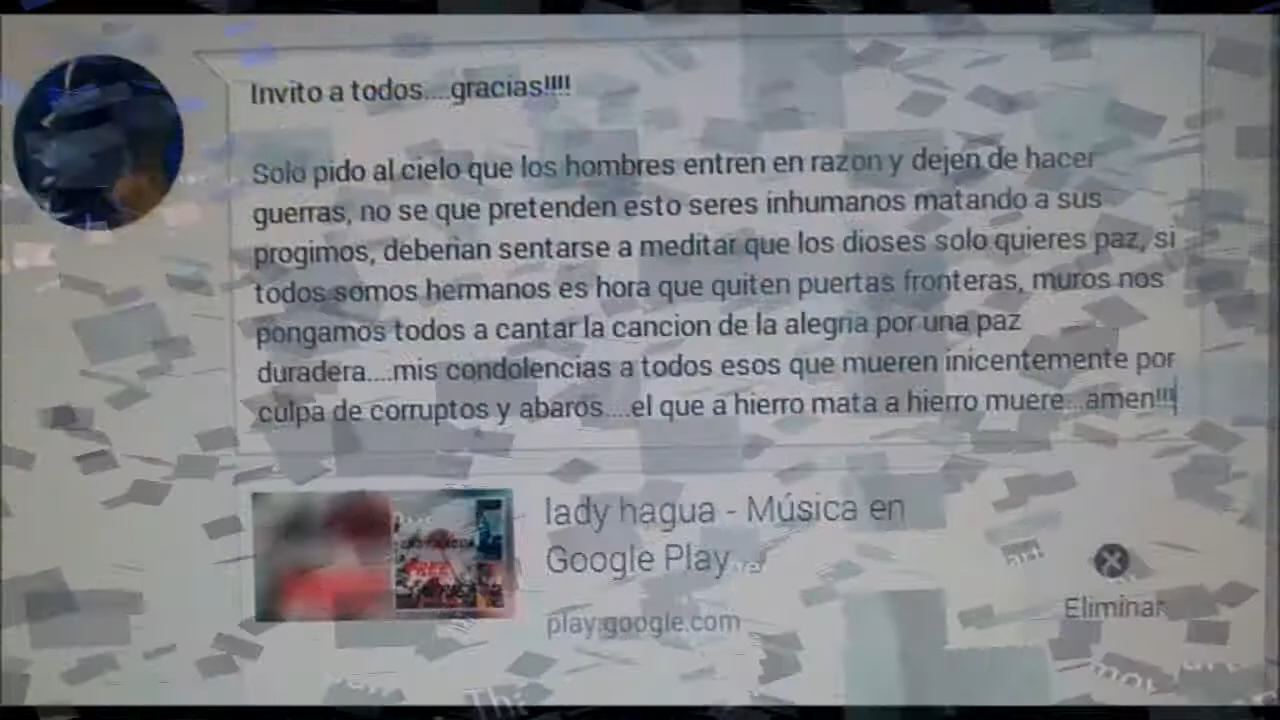 Invito a todos....gracias!!!!
Solo pido al cielo que los hombres entren en razon y dejen de hacer
guerras, no se que pretenden esto seres inhumanos matando a sus
progimos, deberian sentarse a meditar que los dioses solo quieres paz, si
todos somos hermanos es hora que quiten puertas fronteras, muros nos
pongamos todos a cantar la cancion de la alegria por una paz
duradera....mis condolencias a todos esos que mueren inicentemente por
culpa de corruptos y abaros....el que a hierro mata a hierro muere...amen!!!
lady hagua - Música en
Google Play
play.google.com
Eliminar